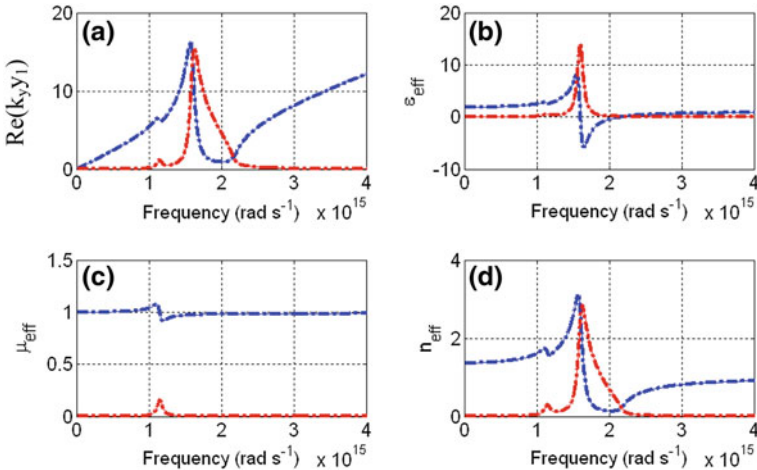 (a)
Re(kyy1)
20
10
0
0 1 2 3 4
Frequency (rad s-1) x 10^15
(b)
εeff
20
10
0
-10
0 1 2 3 4
Frequency (rad s-1) x 10^15
(c)
μeff
1.5
1
0.5
0
0 1 2 3 4
Frequency (rad s-1) x 10^15
(d)
neff
4
2
0
0 1 2 3 4
Frequency (rad s-1) x 10^15